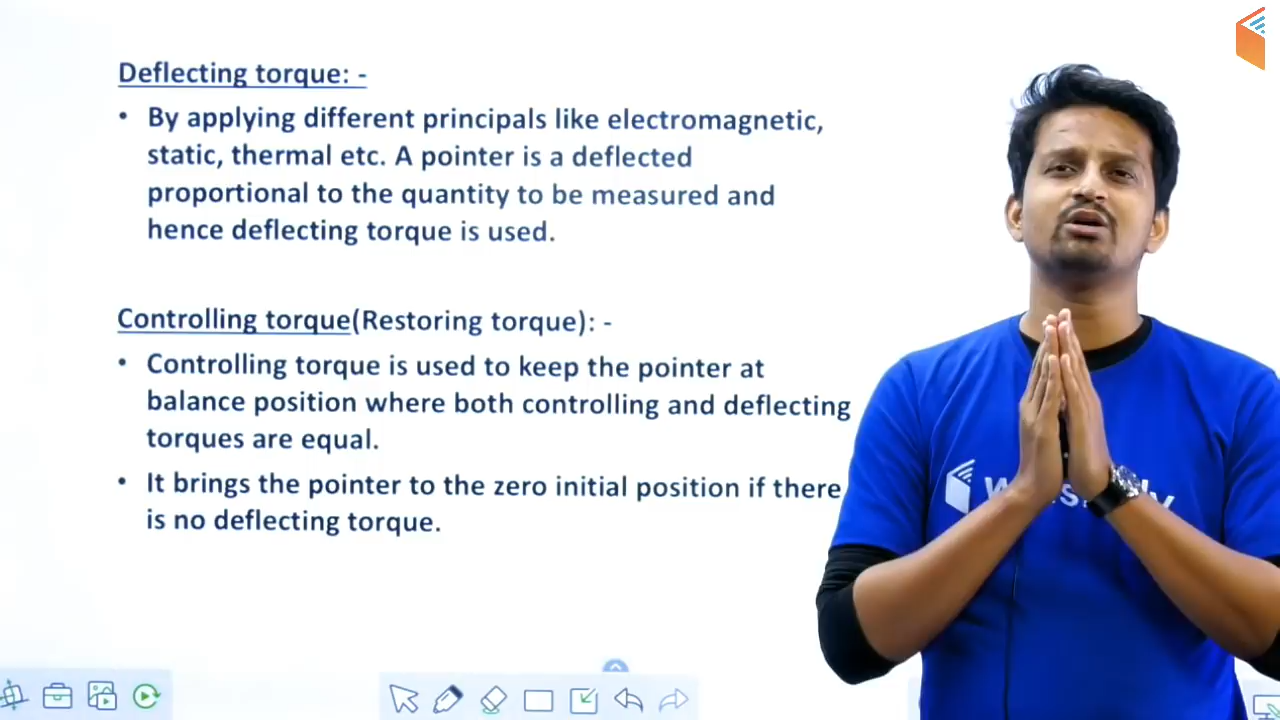 Deflecting torque: -
• By applying different principals like electromagnetic,
static, thermal etc. A pointer is a deflected
proportional to the quantity to be measured and
hence deflecting torque is used.
Controlling torque(Restoring torque): -
• Controlling torque is used to keep the pointer at
balance position where both controlling and deflecting
torques are equal.
• It brings the pointer to the zero initial position if there
is no deflecting torque.